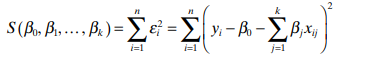 S(β₀, β₁, …, βₖ) = ∑ᵢ₌₁ⁿ εᵢ² = ∑ᵢ₌₁ⁿ (yᵢ − β₀ − ∑ⱼ₌₁ᵏ βⱼxᵢⱼ)²